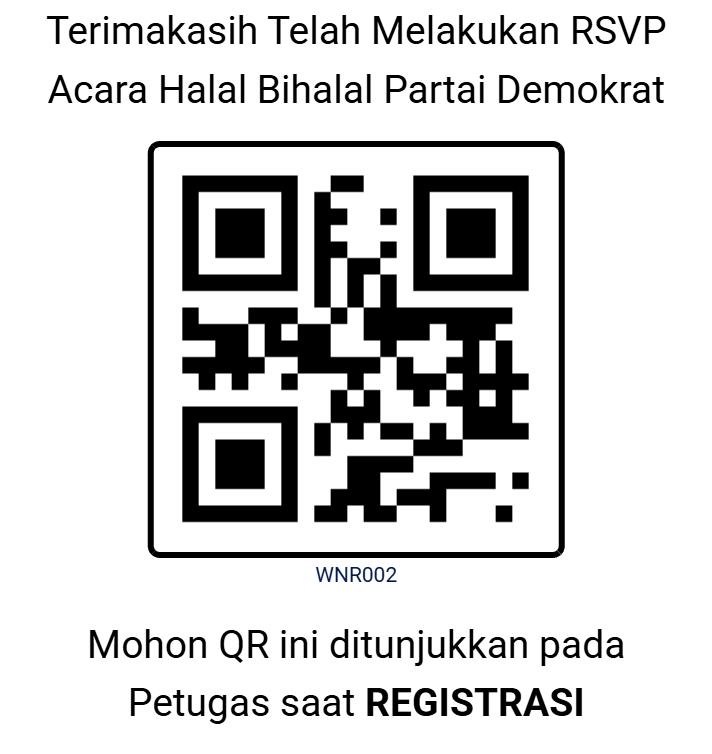 Terimakasih Telah Melakukan RSVP
Acara Halal Bihalal Partai Demokrat
WNR002
Mohon QR ini ditunjukkan pada
Petugas saat REGISTRASI